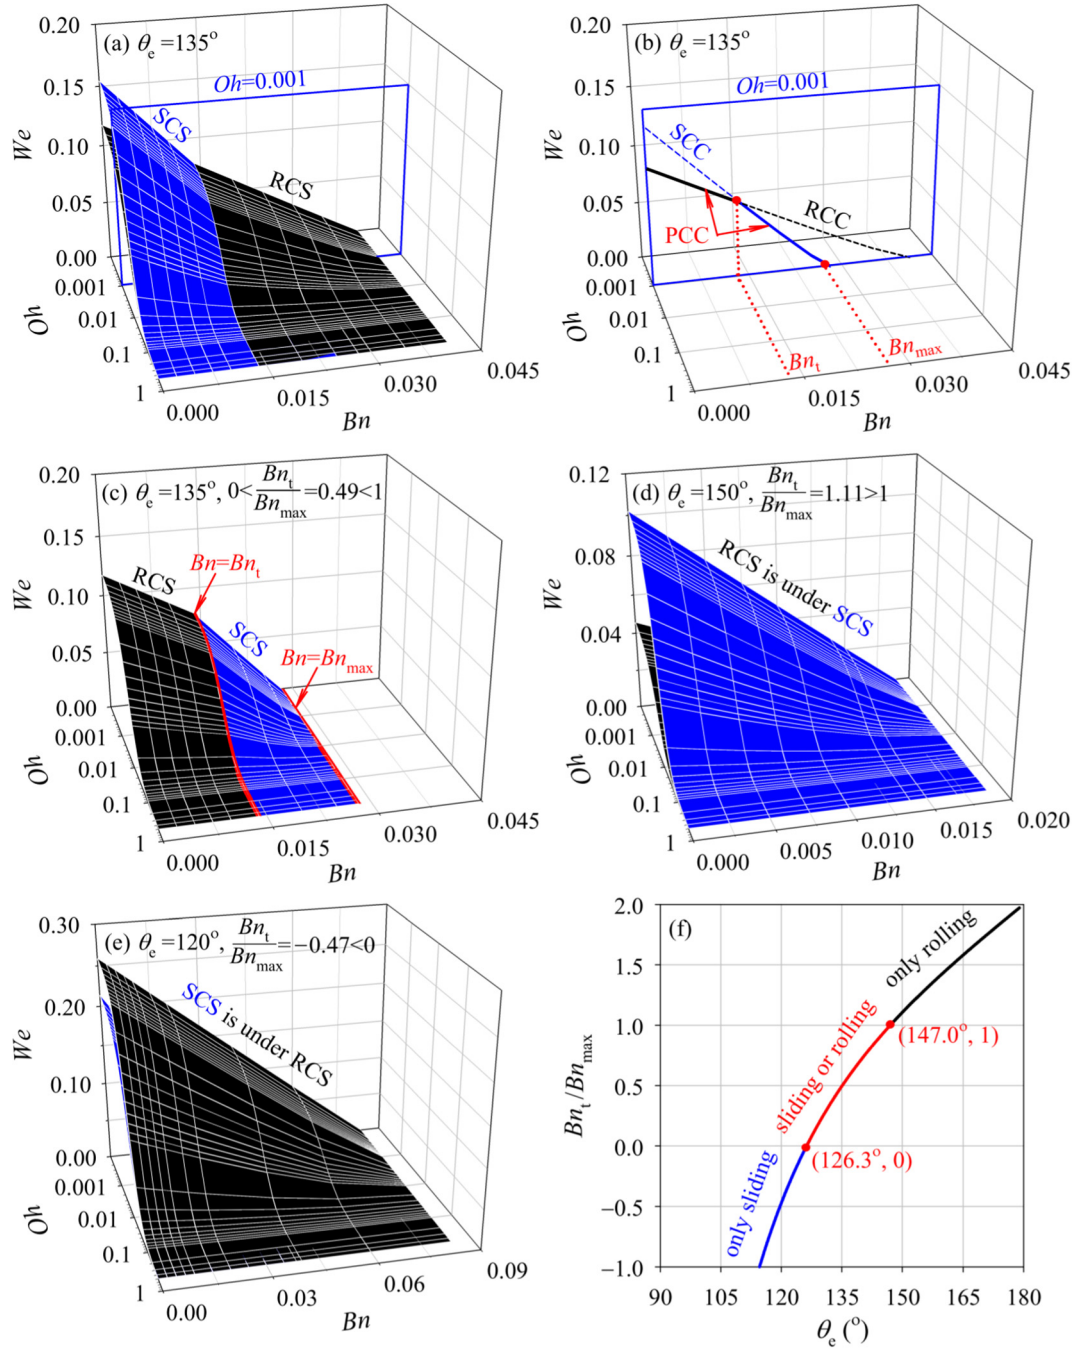 (a) θe =135°
Oh=0.001
SCS
RCS
We
0.20
0.15
0.10
0.05
0.00
Oh
0.001
0.01
0.1
1
0.000
0.015
0.030
0.045
Bn
(b) θe =135°
Oh=0.001
SCC
RCC
PCC
Bnt
Bnmax
We
0.20
0.15
0.10
0.05
0.00
Oh
0.001
0.01
0.1
1
0.000
0.015
0.030
0.045
Bn
(c) θe =135°, 0<Bnt/Bnmax=0.49<1
Bn=Bnt
RCS
SCS
Bn=Bnmax
We
0.20
0.15
0.10
0.05
0.00
Oh
0.001
0.01
0.1
1
0.000
0.015
0.030
0.045
Bn
(d) θe =150°, Bnt/Bnmax=1.11>1
RCS is under SCS
We
0.12
0.08
0.04
0.00
Oh
0.001
0.01
0.1
1
0.000
0.005
0.010
0.015
0.020
Bn
(e) θe =120°, Bnt/Bnmax=−0.47<0
SCS is under RCS
We
0.30
0.20
0.10
0.00
Oh
0.001
0.01
0.1
1
0.00
0.03
0.06
0.09
Bn
(f)
only rolling
sliding or rolling
only sliding
(147.0°, 1)
(126.3°, 0)
Bnt/Bnmax
2.0
1.5
1.0
0.5
0.0
−0.5
−1.0
90 105 120 135 150 165 180
θe (°)